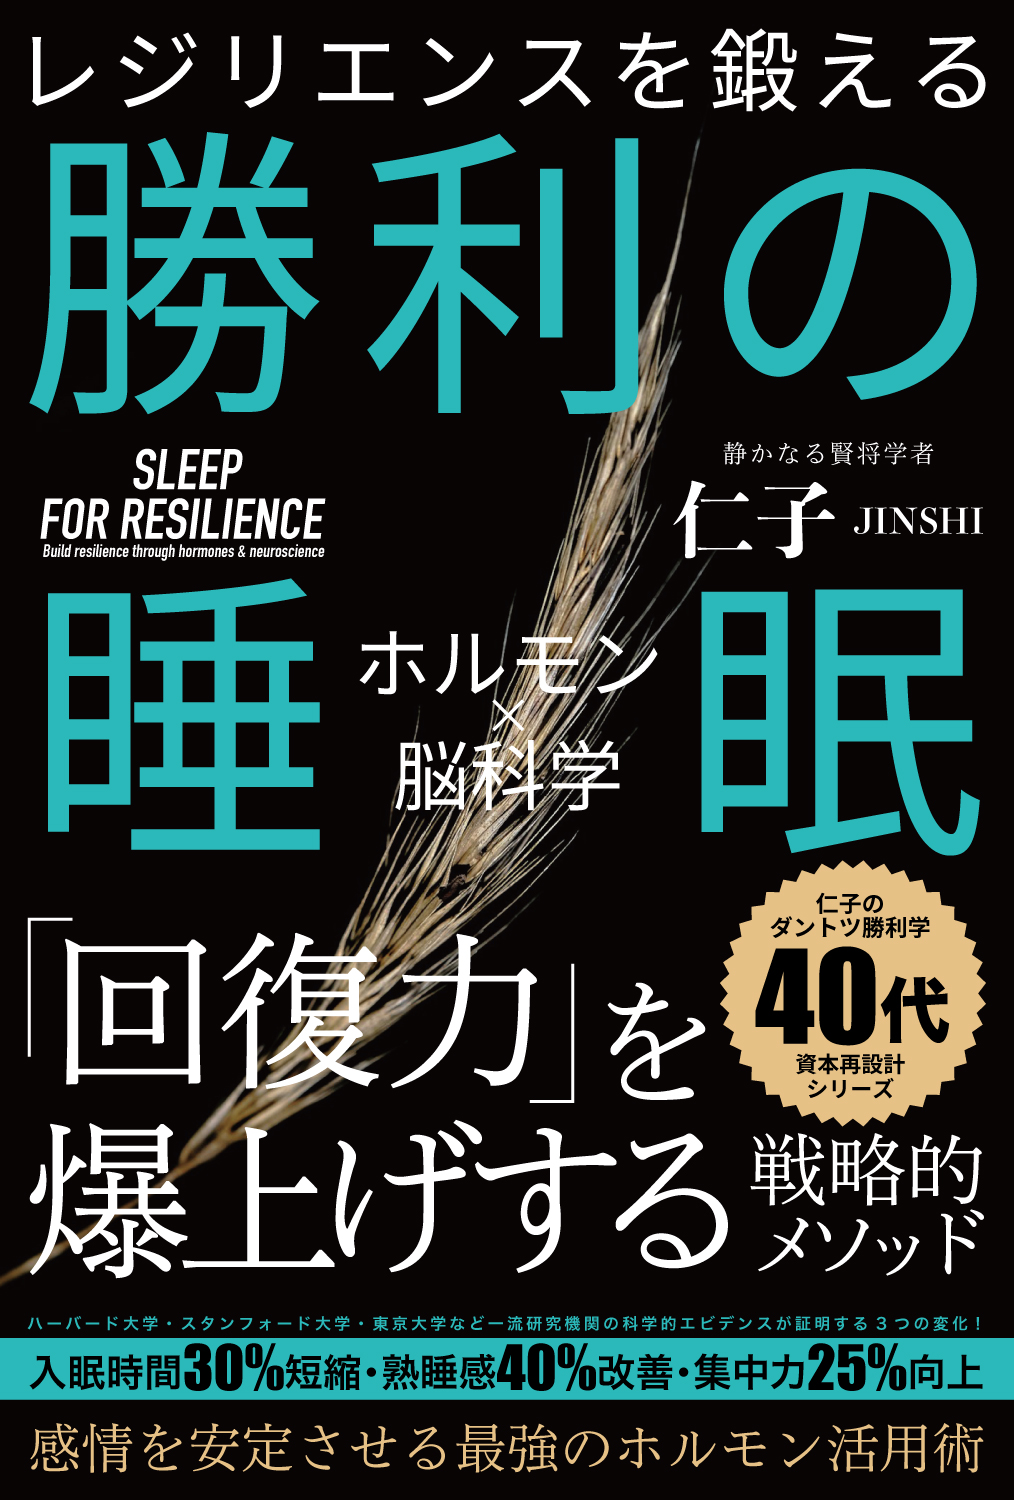 レジリエンスを鍛える
勝利の
SLEEP
FOR RESILIENCE
Build resilience through hormones & neuroscience
静かなる賢将学者
仁子 JINSHI
睡眠
ホルモン
×
脳科学
「回復力」を
爆上げする
戦略的
メソッド
仁子の
ダントツ勝利学
40代
資本再設計
シリーズ
ハーバード大学・スタンフォード大学・東京大学など一流研究機関の科学的エビデンスが証明する3つの変化!
入眠時間30%短縮・熟睡感40%改善・集中力25%向上
感情を安定させる最強のホルモン活用術